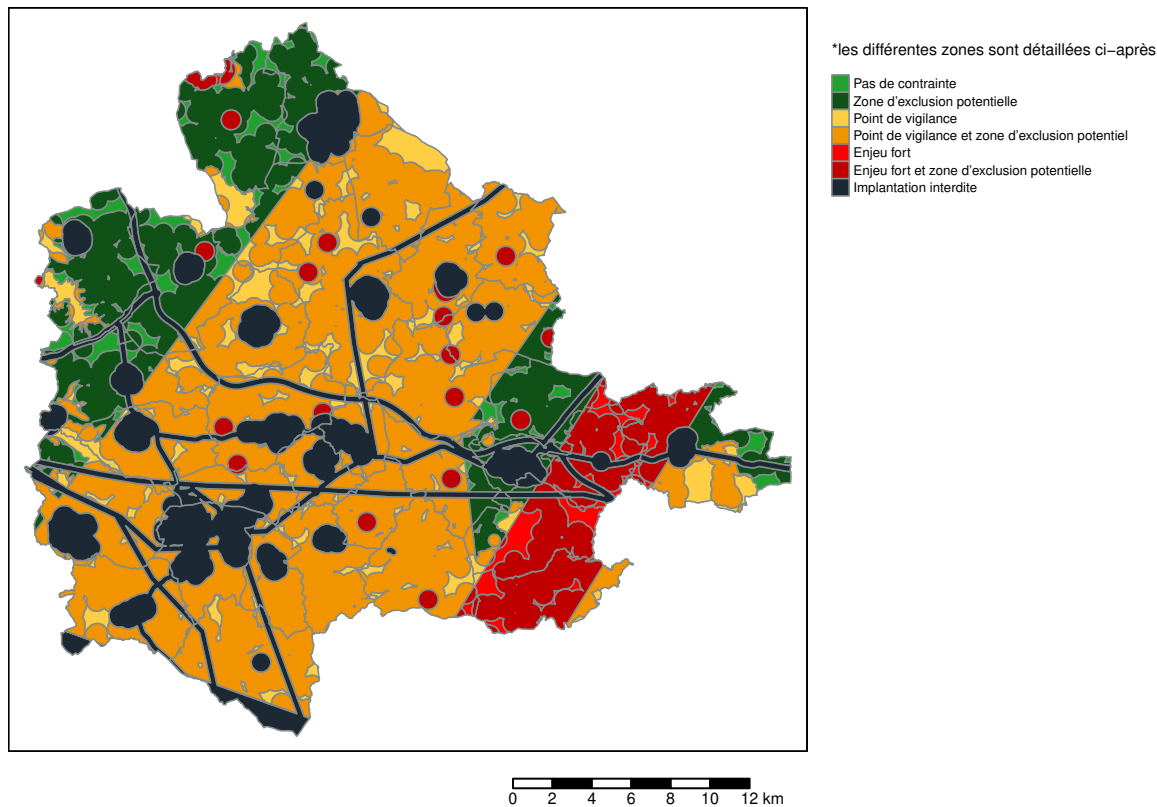 *les différentes zones sont détaillées ci-après
Pas de contrainte
Zone d'exclusion potentielle
Point de vigilance
Point de vigilance et zone d'exclusion potentiel
Enjeu fort
Enjeu fort et zone d'exclusion potentielle
Implantation interdite
0 2 4 6 8 10 12 km